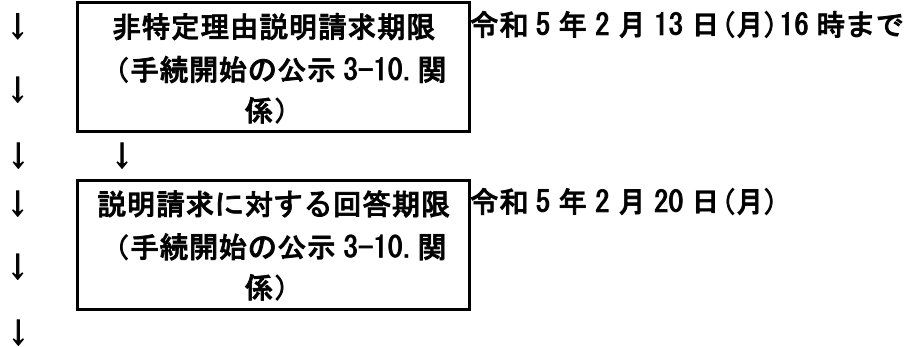 ↓ 非特定理由説明請求期限 令和5年2月13日(月)16時まで
(手続開始の公示 3-10.関
↓
係)
↓ ↓
↓ 説明請求に対する回答期限 令和5年2月20日(月)
(手続開始の公示 3-10.関
↓
係)
↓